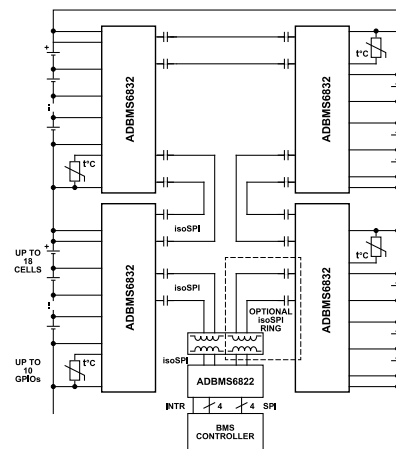 ADBMS6832
ADBMS6832
+
t°C
t°C
isoSPI
ADBMS6832
ADBMS6832
+
UP TO
18
CELLS
t°C
isoSPI
OPTIONAL
isoSPI
RING
isoSPI
UP TO
10
GPIOs
t°C
ADBMS6822
INTR
4
4
SPI
BMS
CONTROLLER